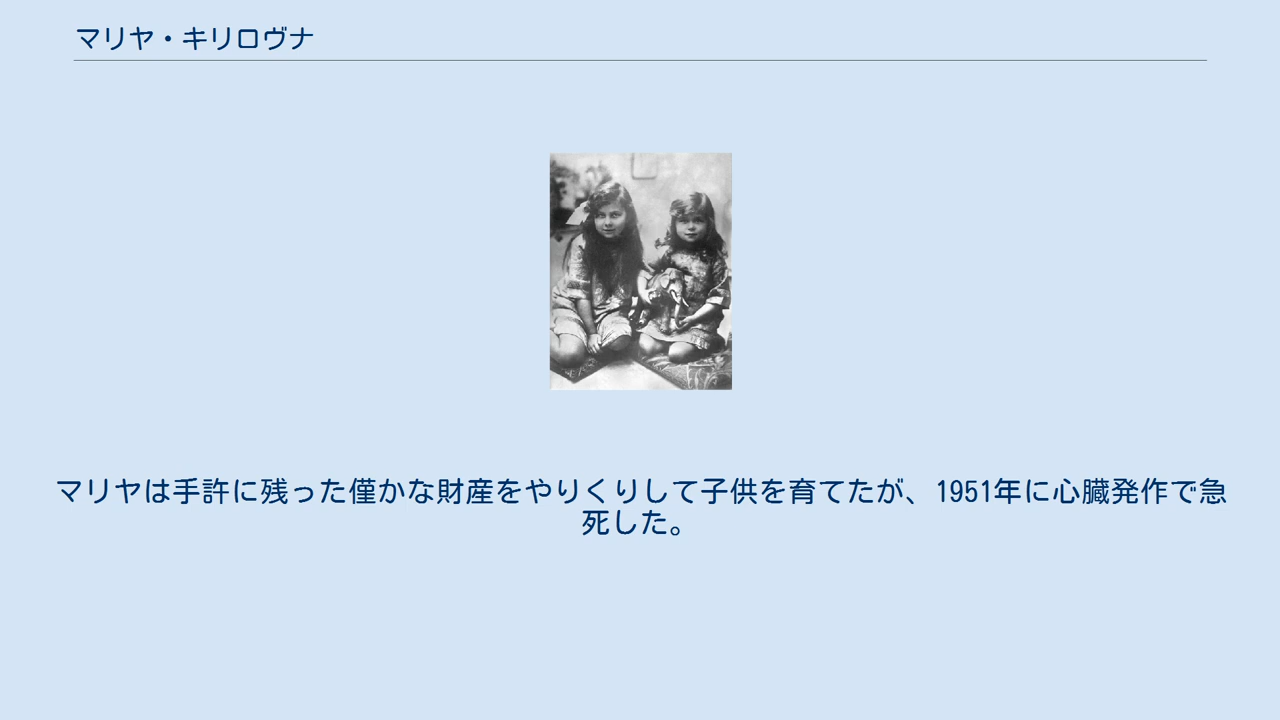 マリヤ・キリロヴナ
マリヤは手許に残った僅かな財産をやりくりして子供を育てたが、1951年に心臓発作で急
死した。